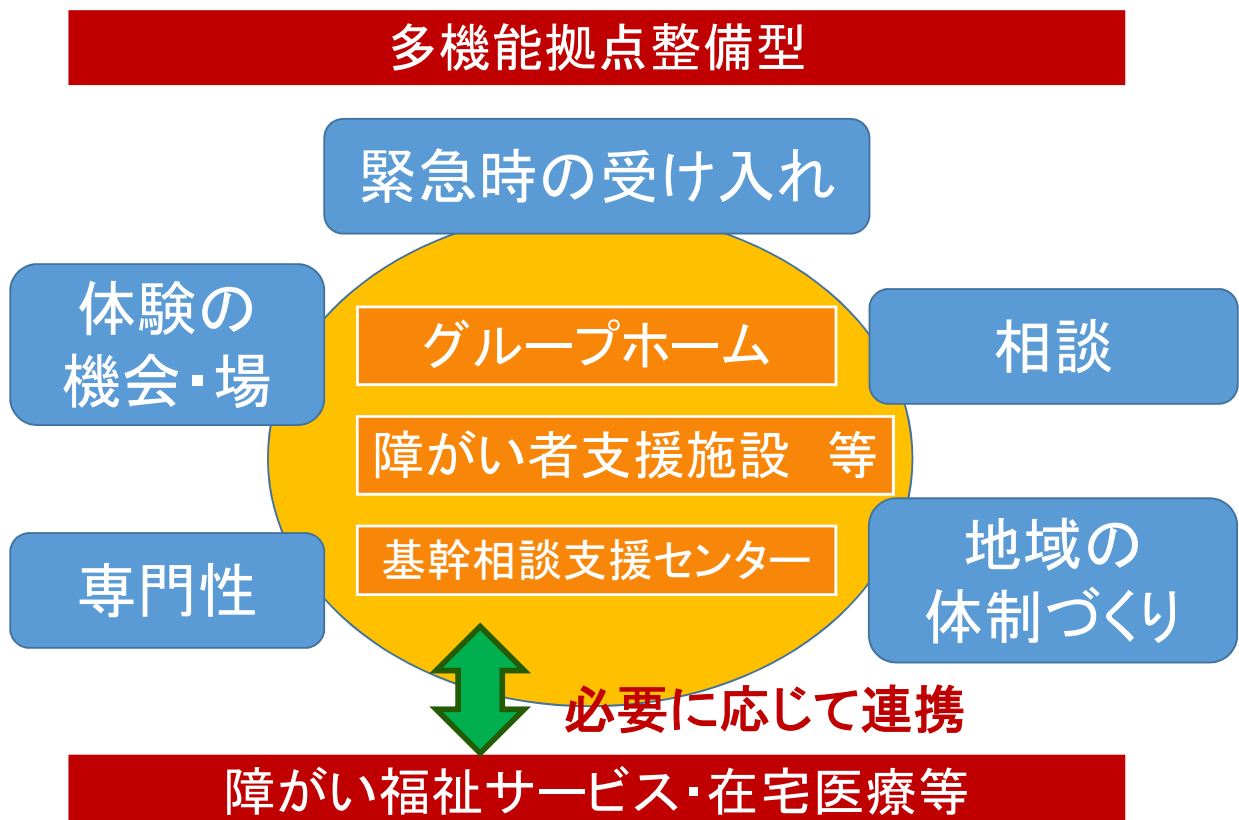 多機能拠点整備型
緊急時の受け入れ
体験の
機会・場
グループホーム
相談
障がい者支援施設　等
専門性
基幹相談支援センター
地域の
体制づくり
必要に応じて連携
障がい福祉サービス・在宅医療等